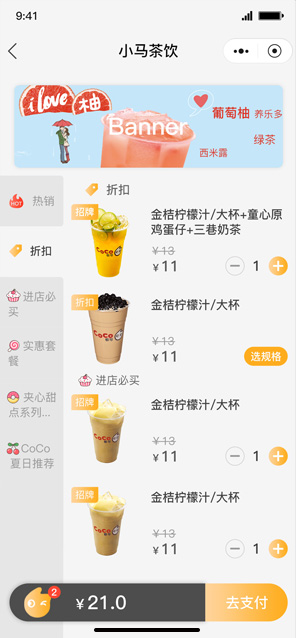 9:41
小马茶饮
i love 柚
Banner
葡萄柚 养乐多
绿茶
西米露
HOT 热销
折扣
进店必
买
实惠套
餐
夹心甜
点系列...
CoCo
夏日推荐
折扣
招牌
金桔柠檬汁/大杯+童心原
鸡蛋仔+三巷奶茶
¥13
¥11
1
折扣
CoCo
都可
金桔柠檬汁/大杯
¥13
¥11
选规格
进店必买
招牌
CoCo
金桔柠檬汁/大杯
¥13
¥11
1
招牌
CoCo
金桔柠檬汁/大杯
¥13
¥11
1
2
¥21.0
去支付